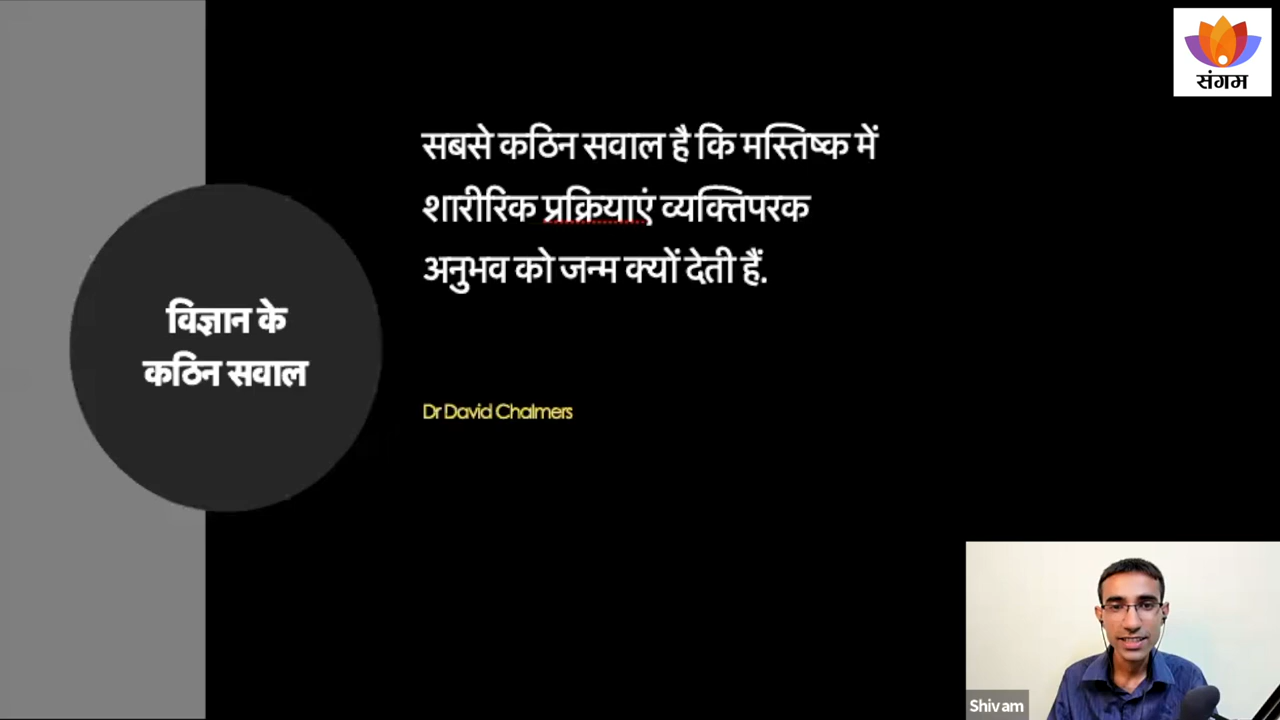 संगम
सबसे कठिन सवाल है कि मस्तिष्क में
शारीरिक प्रक्रियाएं व्यक्तिपरक
अनुभव को जन्म क्यों देती हैं.
विज्ञान के
कठिन सवाल
Dr David Chalmers
Shivam